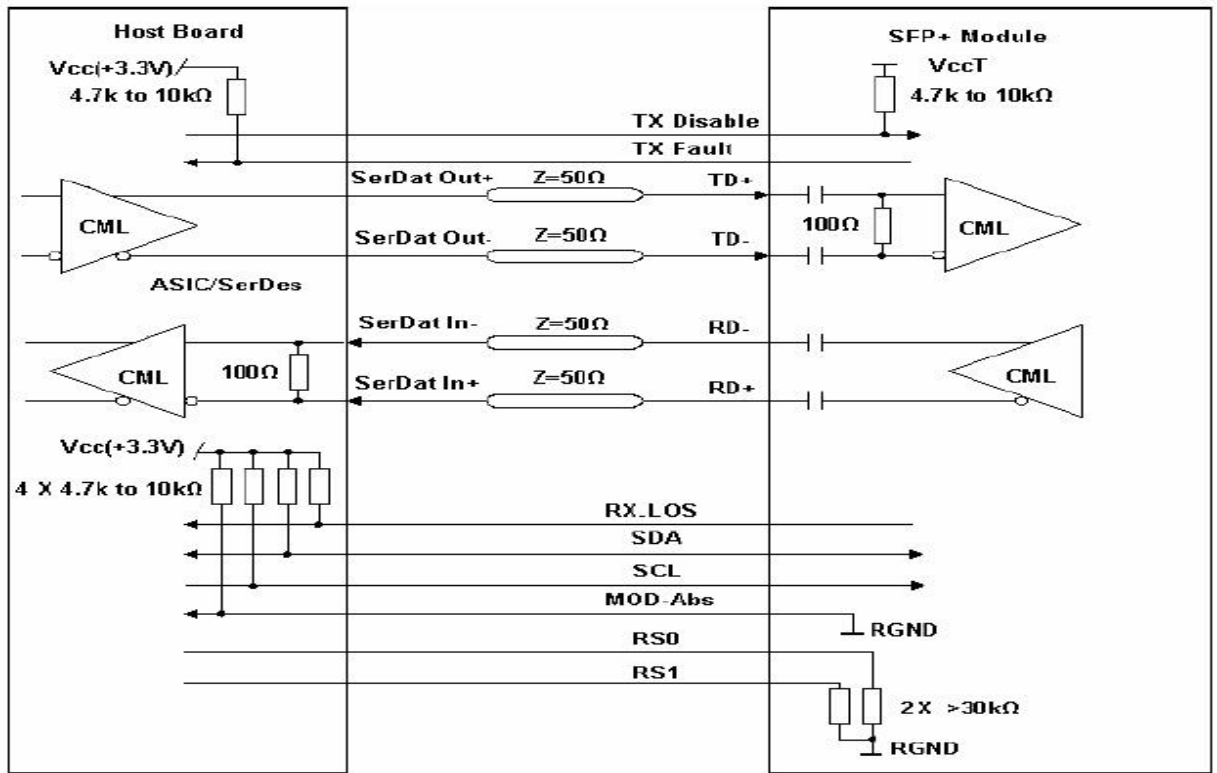 Host Board
SFP+ Module
Vcc(+3.3V)
VccT
4.7k to 10kΩ
4.7k to 10kΩ
TX Disable
TX Fault
SerDat Out+
Z=50Ω
TD+
CML
100Ω
CML
SerDat Out-
Z=50Ω
TD-
ASIC/SerDes
SerDat In-
Z=50Ω
RD-
CML
100Ω
SerDat In+
Z=50Ω
RD+
CML
Vcc(+3.3V)
4 X 4.7k to 10kΩ
RX_LOS
SDA
SCL
MOD-Abs
RGND
RS0
RS1
2X >30kΩ
RGND